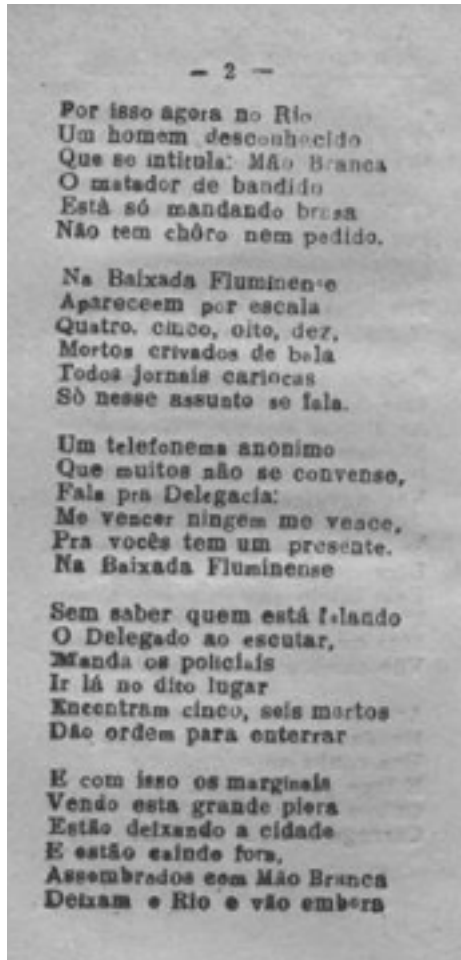 — 2 —
Por isso agora no Rio
Um homem desconhecido
Que se intitula: Mão Branca
O matador de bandido
Està só mandando brasa
Não tem chôro nem pedido.
Na Baixada Fluminense
Apareceem por escala
Quatro. cinco, oito, dez,
Mortos crivados de bala
Todos jornais cariocas
Sò nesse assunto se fala.
Um telefonema anonimo
Que muitos não se convense,
Fala pra Delegacia:
Me vencer ningem me vence,
Pra vocês tem um presente.
Na Baixada Fluminense
Sem saber quem está falando
O Delegado ao escutar,
Manda os policiais
Ir lá no dito lugar
Encontram cinco, seis mortos
Dão ordem para enterrar
E com isso os marginais
Vendo esta grande piora
Estão deixando a cidade
E estão cainde fora,
Assombrados com Mão Branca
Deixam o Rio e vão embora